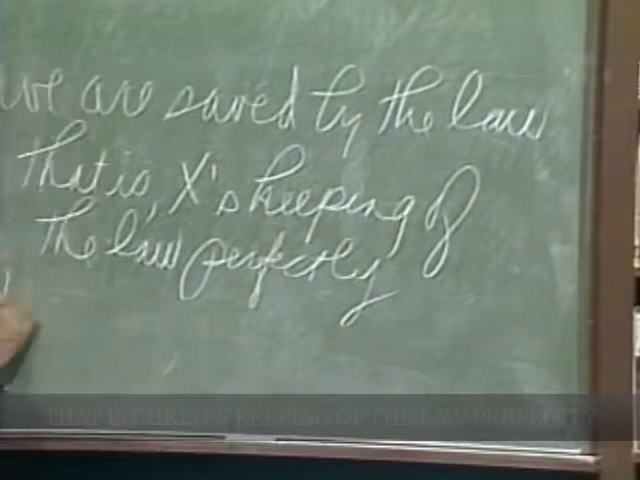 we are saved by the law
that is, X's keeping of
the law perfectly
THAT IS CHRIST'S KEEPING OF THE LAW PERFECTLY